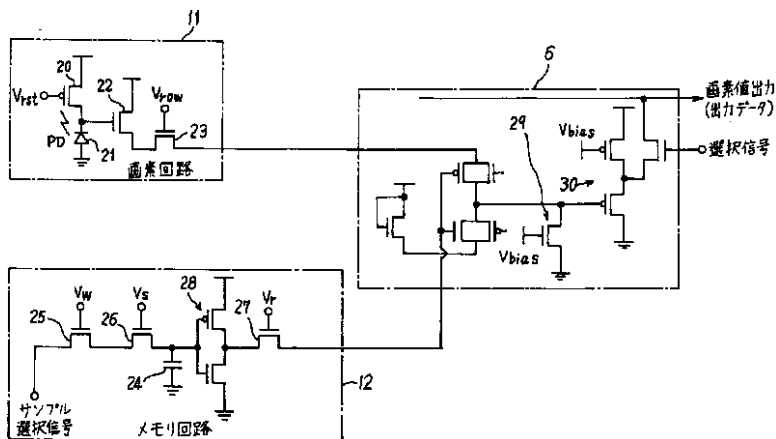 11
20
22
Vrst
Vrow
23
PD
21
画素回路
6
画素値出力
(出力データ)
Vbias
29
選択信号
30
Vbias
Vw
Vs
28
Vr
25
26
27
24
12
サンプル
選択信号
メモリ回路